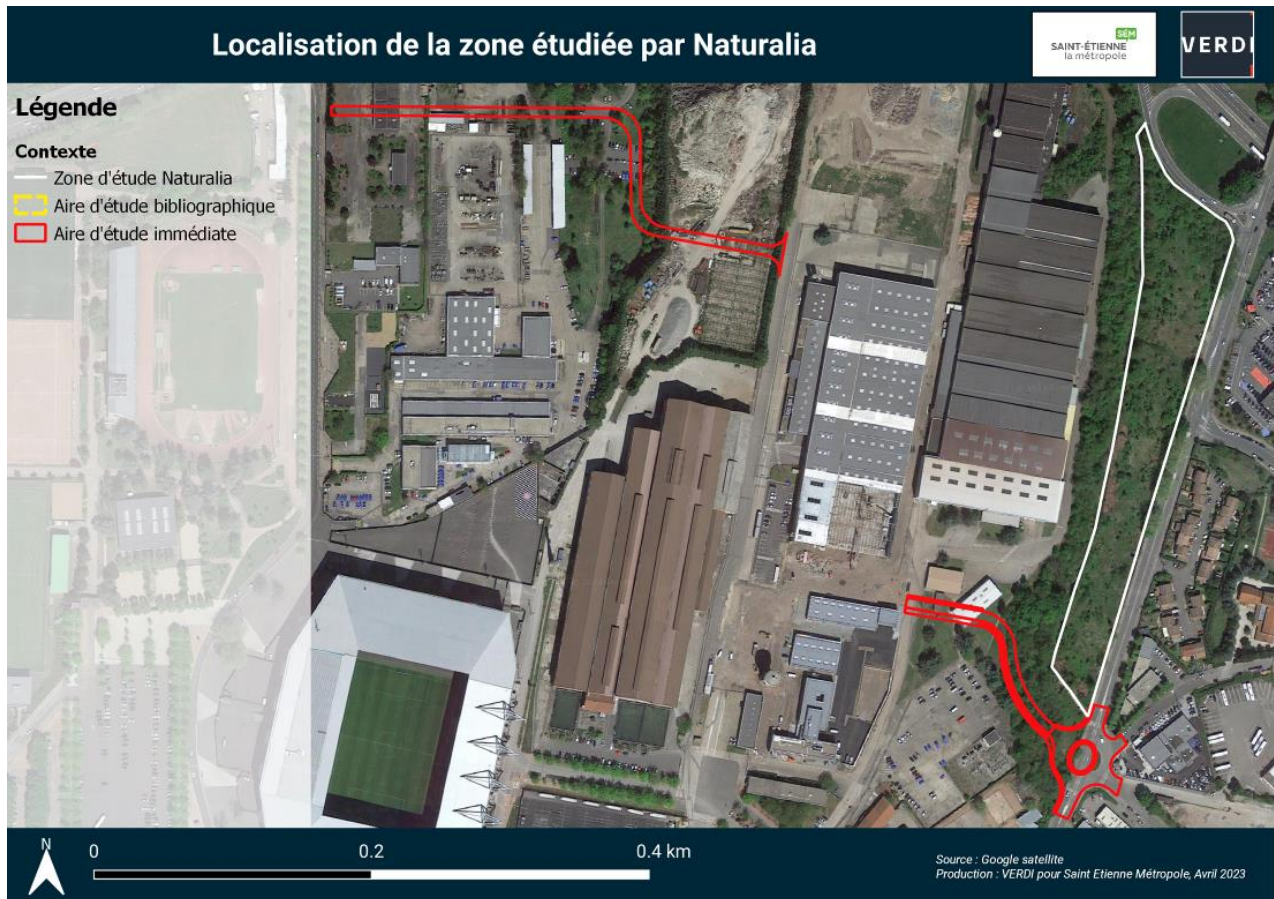 Localisation de la zone étudiée par Naturalia
SEM
SAINT-ÉTIENNE
la métropole
VERDI
Légende
Contexte
Zone d'étude Naturalia
Aire d'étude bibliographique
Aire d'étude immédiate
N
0 0.2 0.4 km
Source : Google satellite
Production : VERDI pour Saint Etienne Métropole, Avril 2023